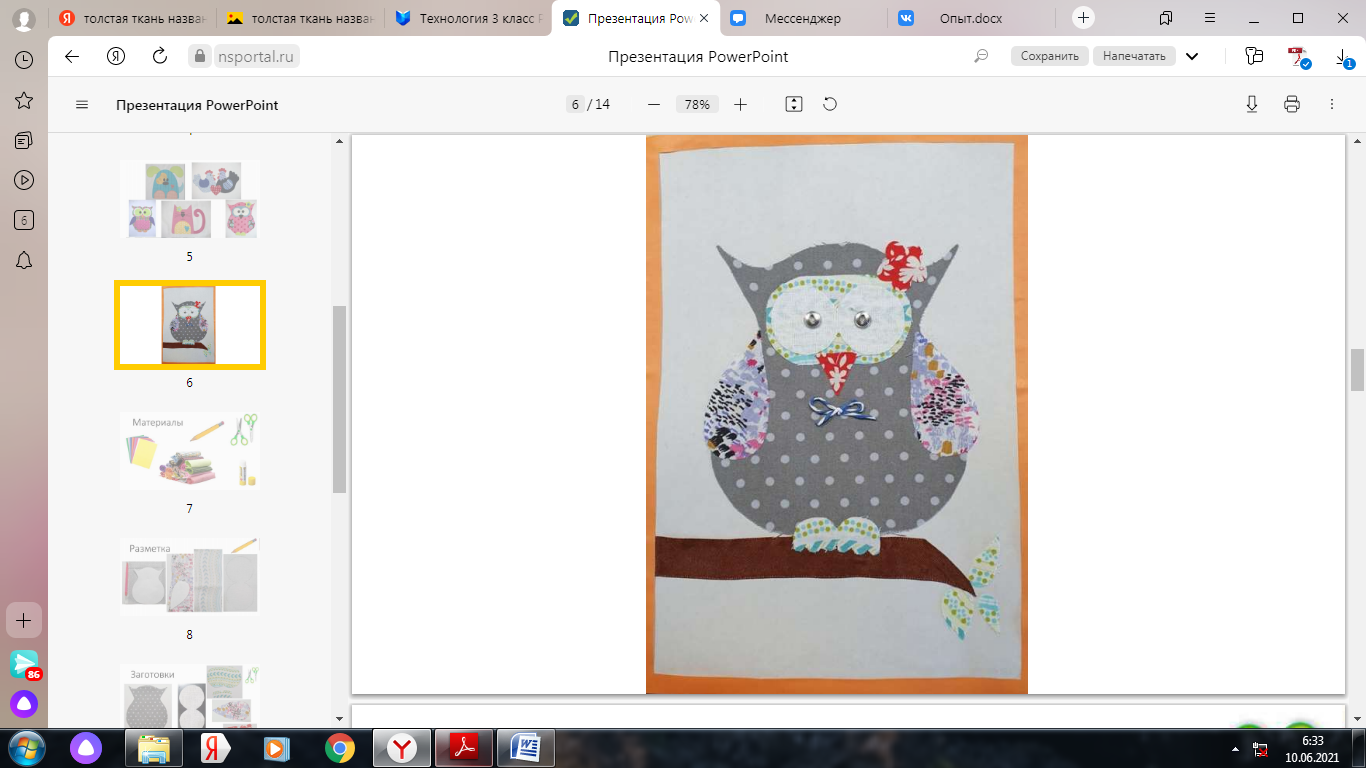 толстая ткань назван
толстая ткань назван
Технология 3 класс F
Презентация Pow
Мессенджер
Опыт.docx
Я
nsportal.ru
Презентация PowerPoint
Сохранить
Напечатать
1
Презентация PowerPoint
6 / 14
78%
5
6
Материалы
7
Разметка
8
Заготовки
6
86
6:33
10.06.2021